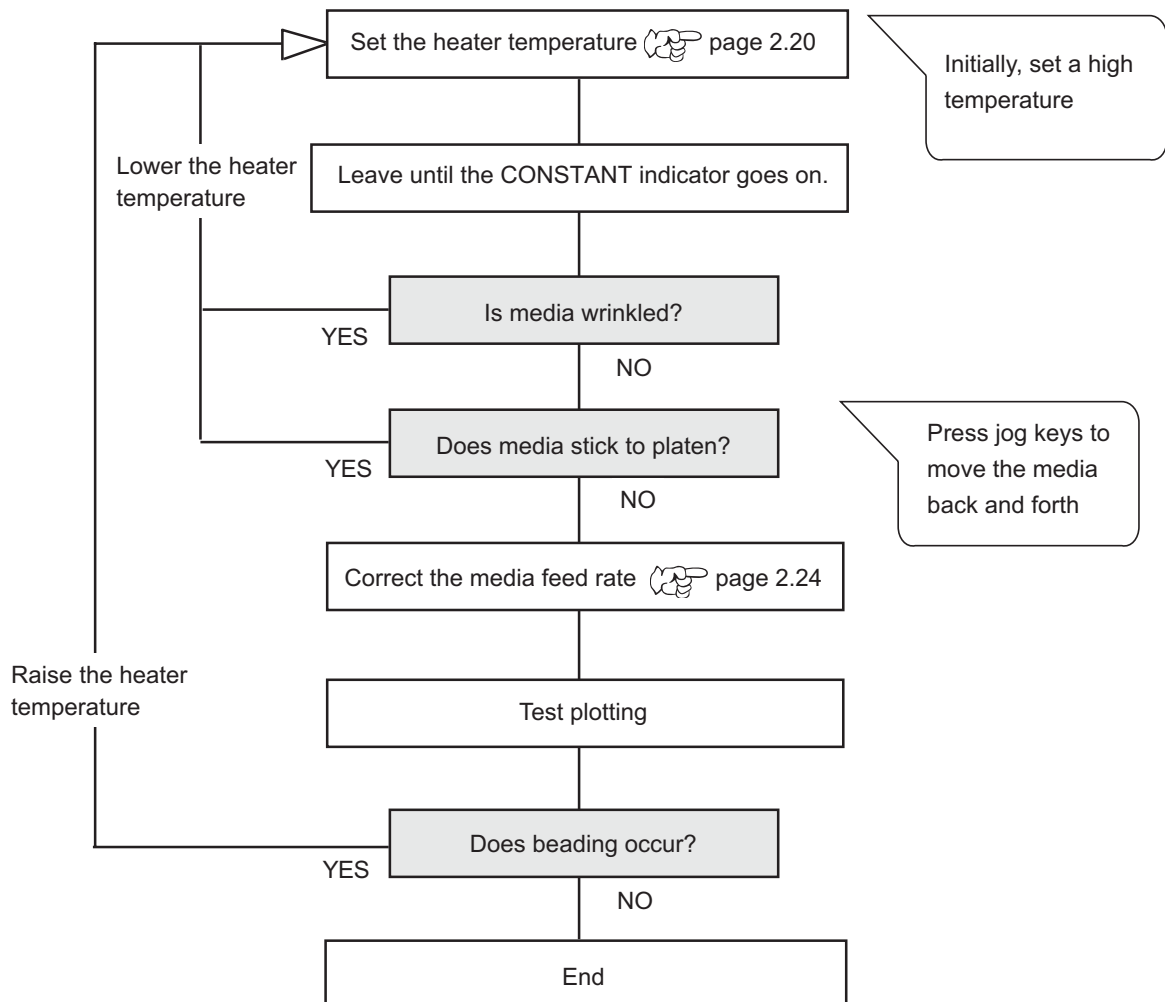 Set the heater temperature page 2.20
Initially, set a high
temperature
Lower the heater
temperature
Leave until the CONSTANT indicator goes on.
Is media wrinkled?
YES
NO
Does media stick to platen?
YES
NO
Press jog keys to
move the media
back and forth
Correct the media feed rate page 2.24
Raise the heater
temperature
Test plotting
Does beading occur?
YES
NO
End